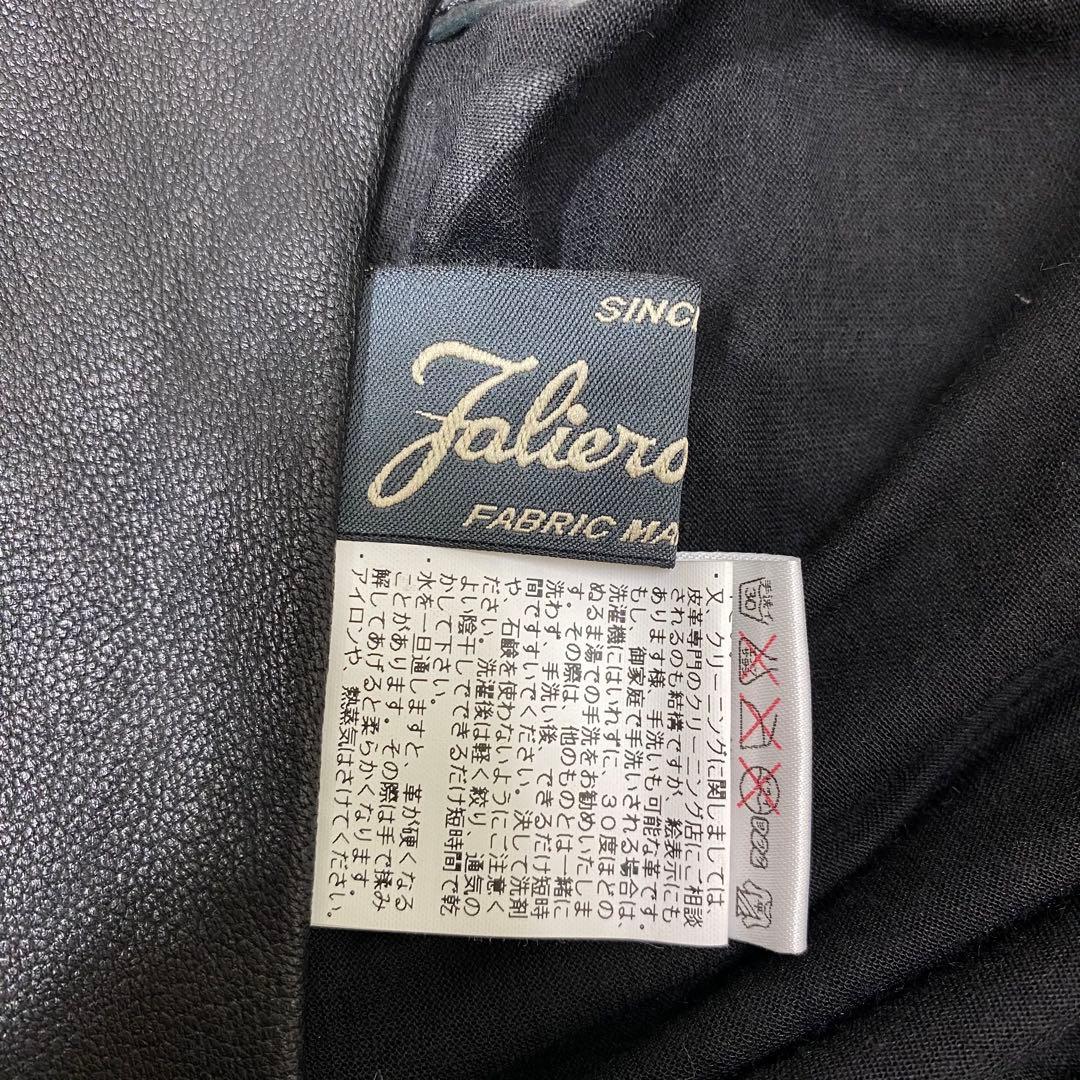 SINC
Faliero
FABRIC MA
・又、クリーニングに関しましては、
皮革専門のクリーニング店にご相談
されるのも結構ですが、絵表示にも
あります様、手洗いも可能な革です。
もし、御家庭で手洗いされる場合は、
洗濯機にはいれずに、30度ほどの
ぬるま湯での手洗をお勧めいたしま
す。その際は、他のものとは一緒に
洗わず、手洗い後、できるだけ短時
間ですすいでください。決して洗剤
や、石鹸を使わないようにご注意く
ださい。洗濯後は軽く絞り、通気の
よい陰干しでできるだけ短時間で乾
かして下さい。
・水を一旦通しますと、革が硬くなる
ことがあります。その際は手で揉み
解してあげると柔らかくなります。
アイロンや、熱蒸気はさけてください。
手洗
30